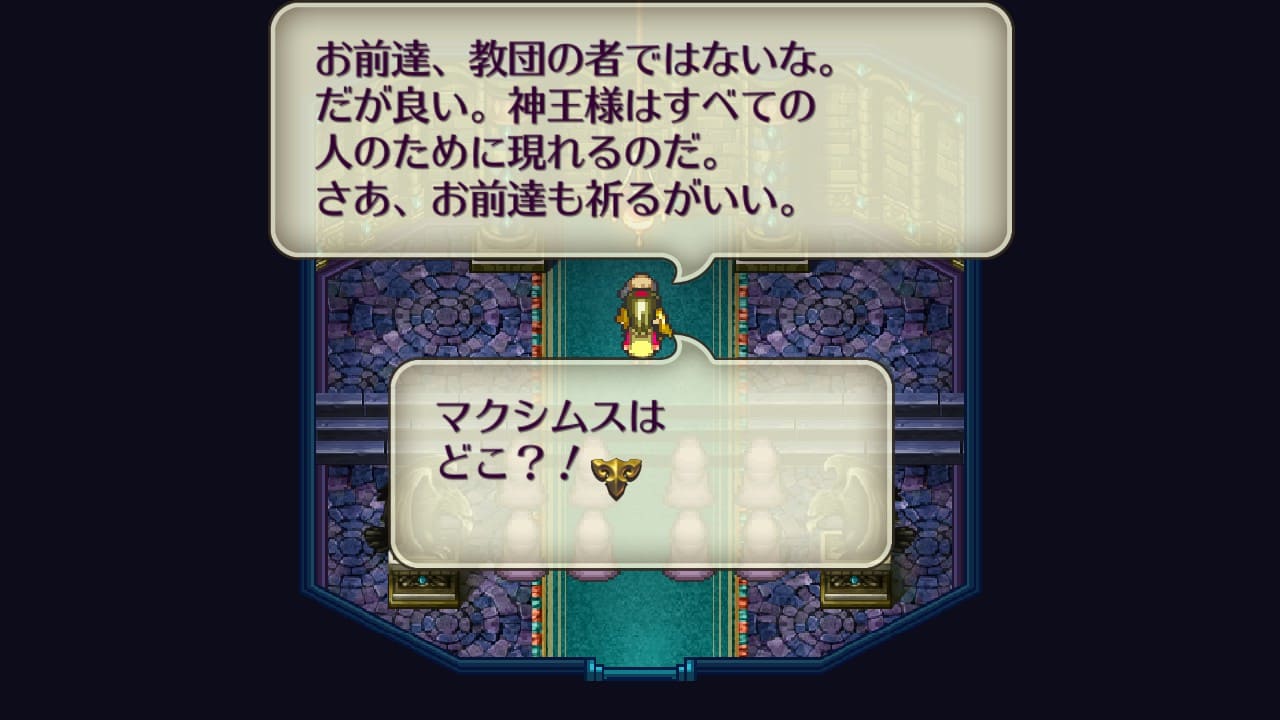 お前達、教団の者ではないな。
だが良い。神王様はすべての
人のために現れるのだ。
さあ、お前達も祈るがいい。
マクシムスは
どこ？！